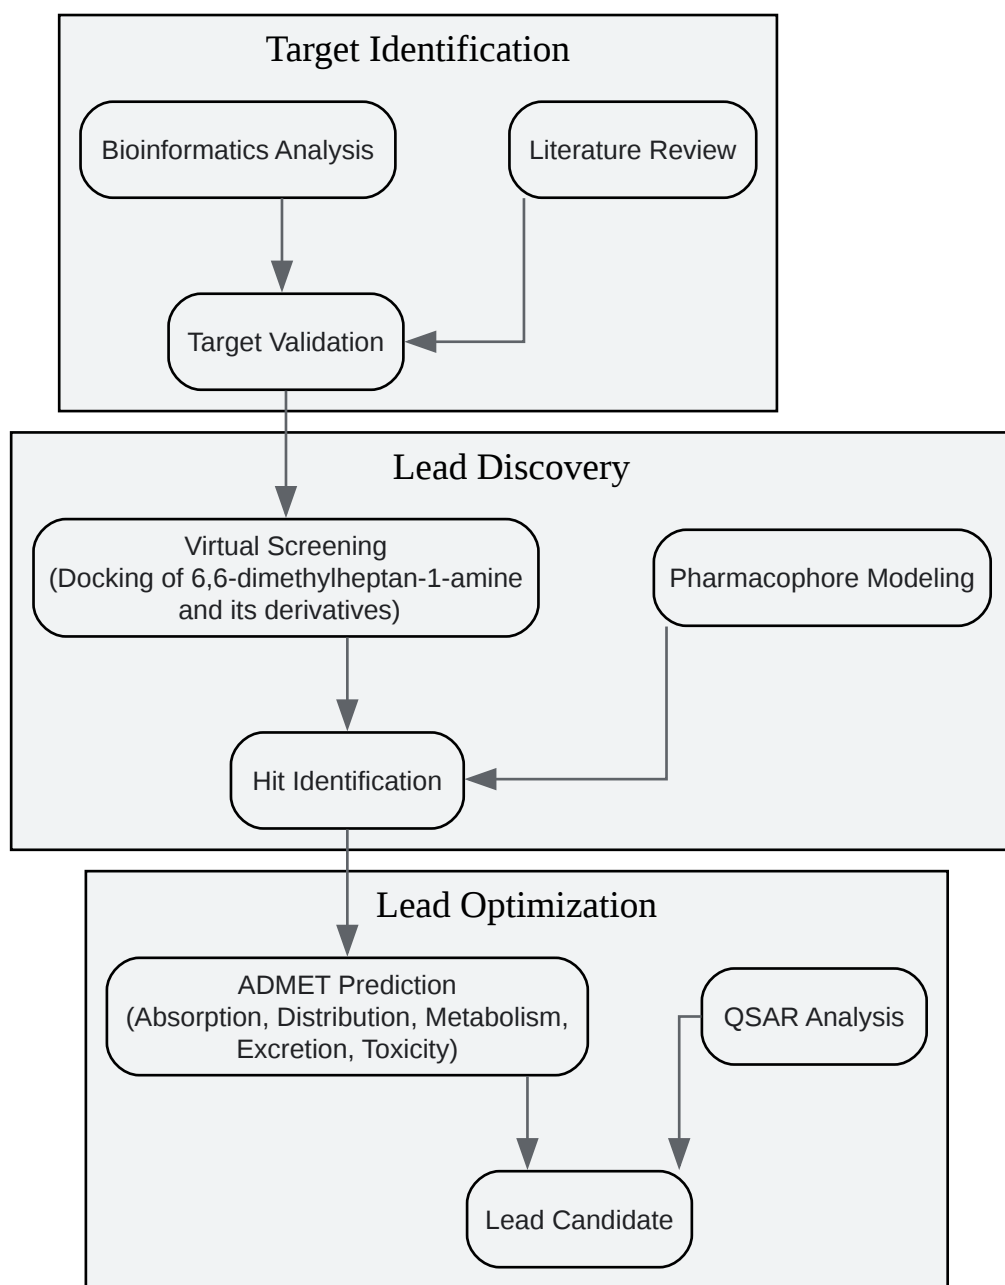 Target Identification
Bioinformatics Analysis
Literature Review
Target Validation
Lead Discovery
Virtual Screening
(Docking of 6,6-dimethylheptan-1-amine
and its derivatives)
Pharmacophore Modeling
Hit Identification
Lead Optimization
ADMET Prediction
(Absorption, Distribution, Metabolism,
Excretion, Toxicity)
QSAR Analysis
Lead Candidate